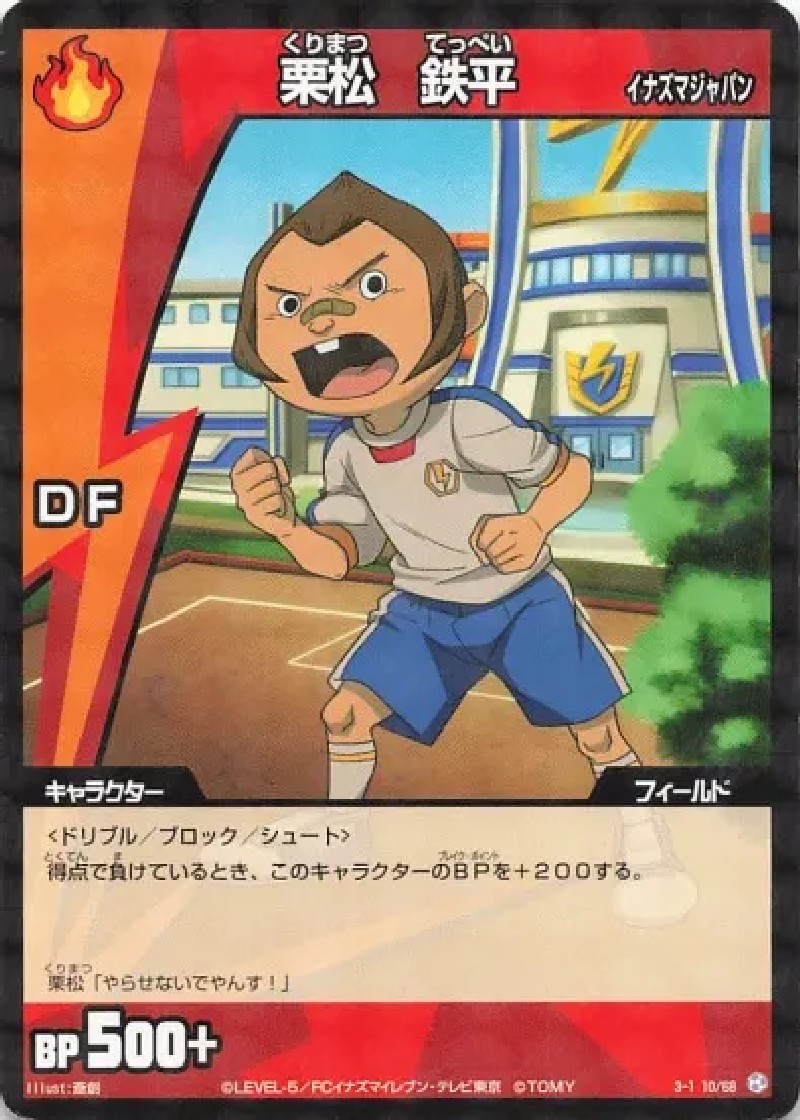 くりまつ てっぺい
栗松 鉄平
イナズマジャパン
DF
キャラクター
フィールド
<ドリブル/ブロック/シュート>
とくてん ま ブレイク・ポイント
得点で負けているとき、このキャラクターのBPを+200する。
くりまつ
栗松「やらせないでやんす!」
BP 500+
Illust:斎創
©LEVEL-5/FCイナズマイレブン・テレビ東京 ©TOMY
3-1 10/68